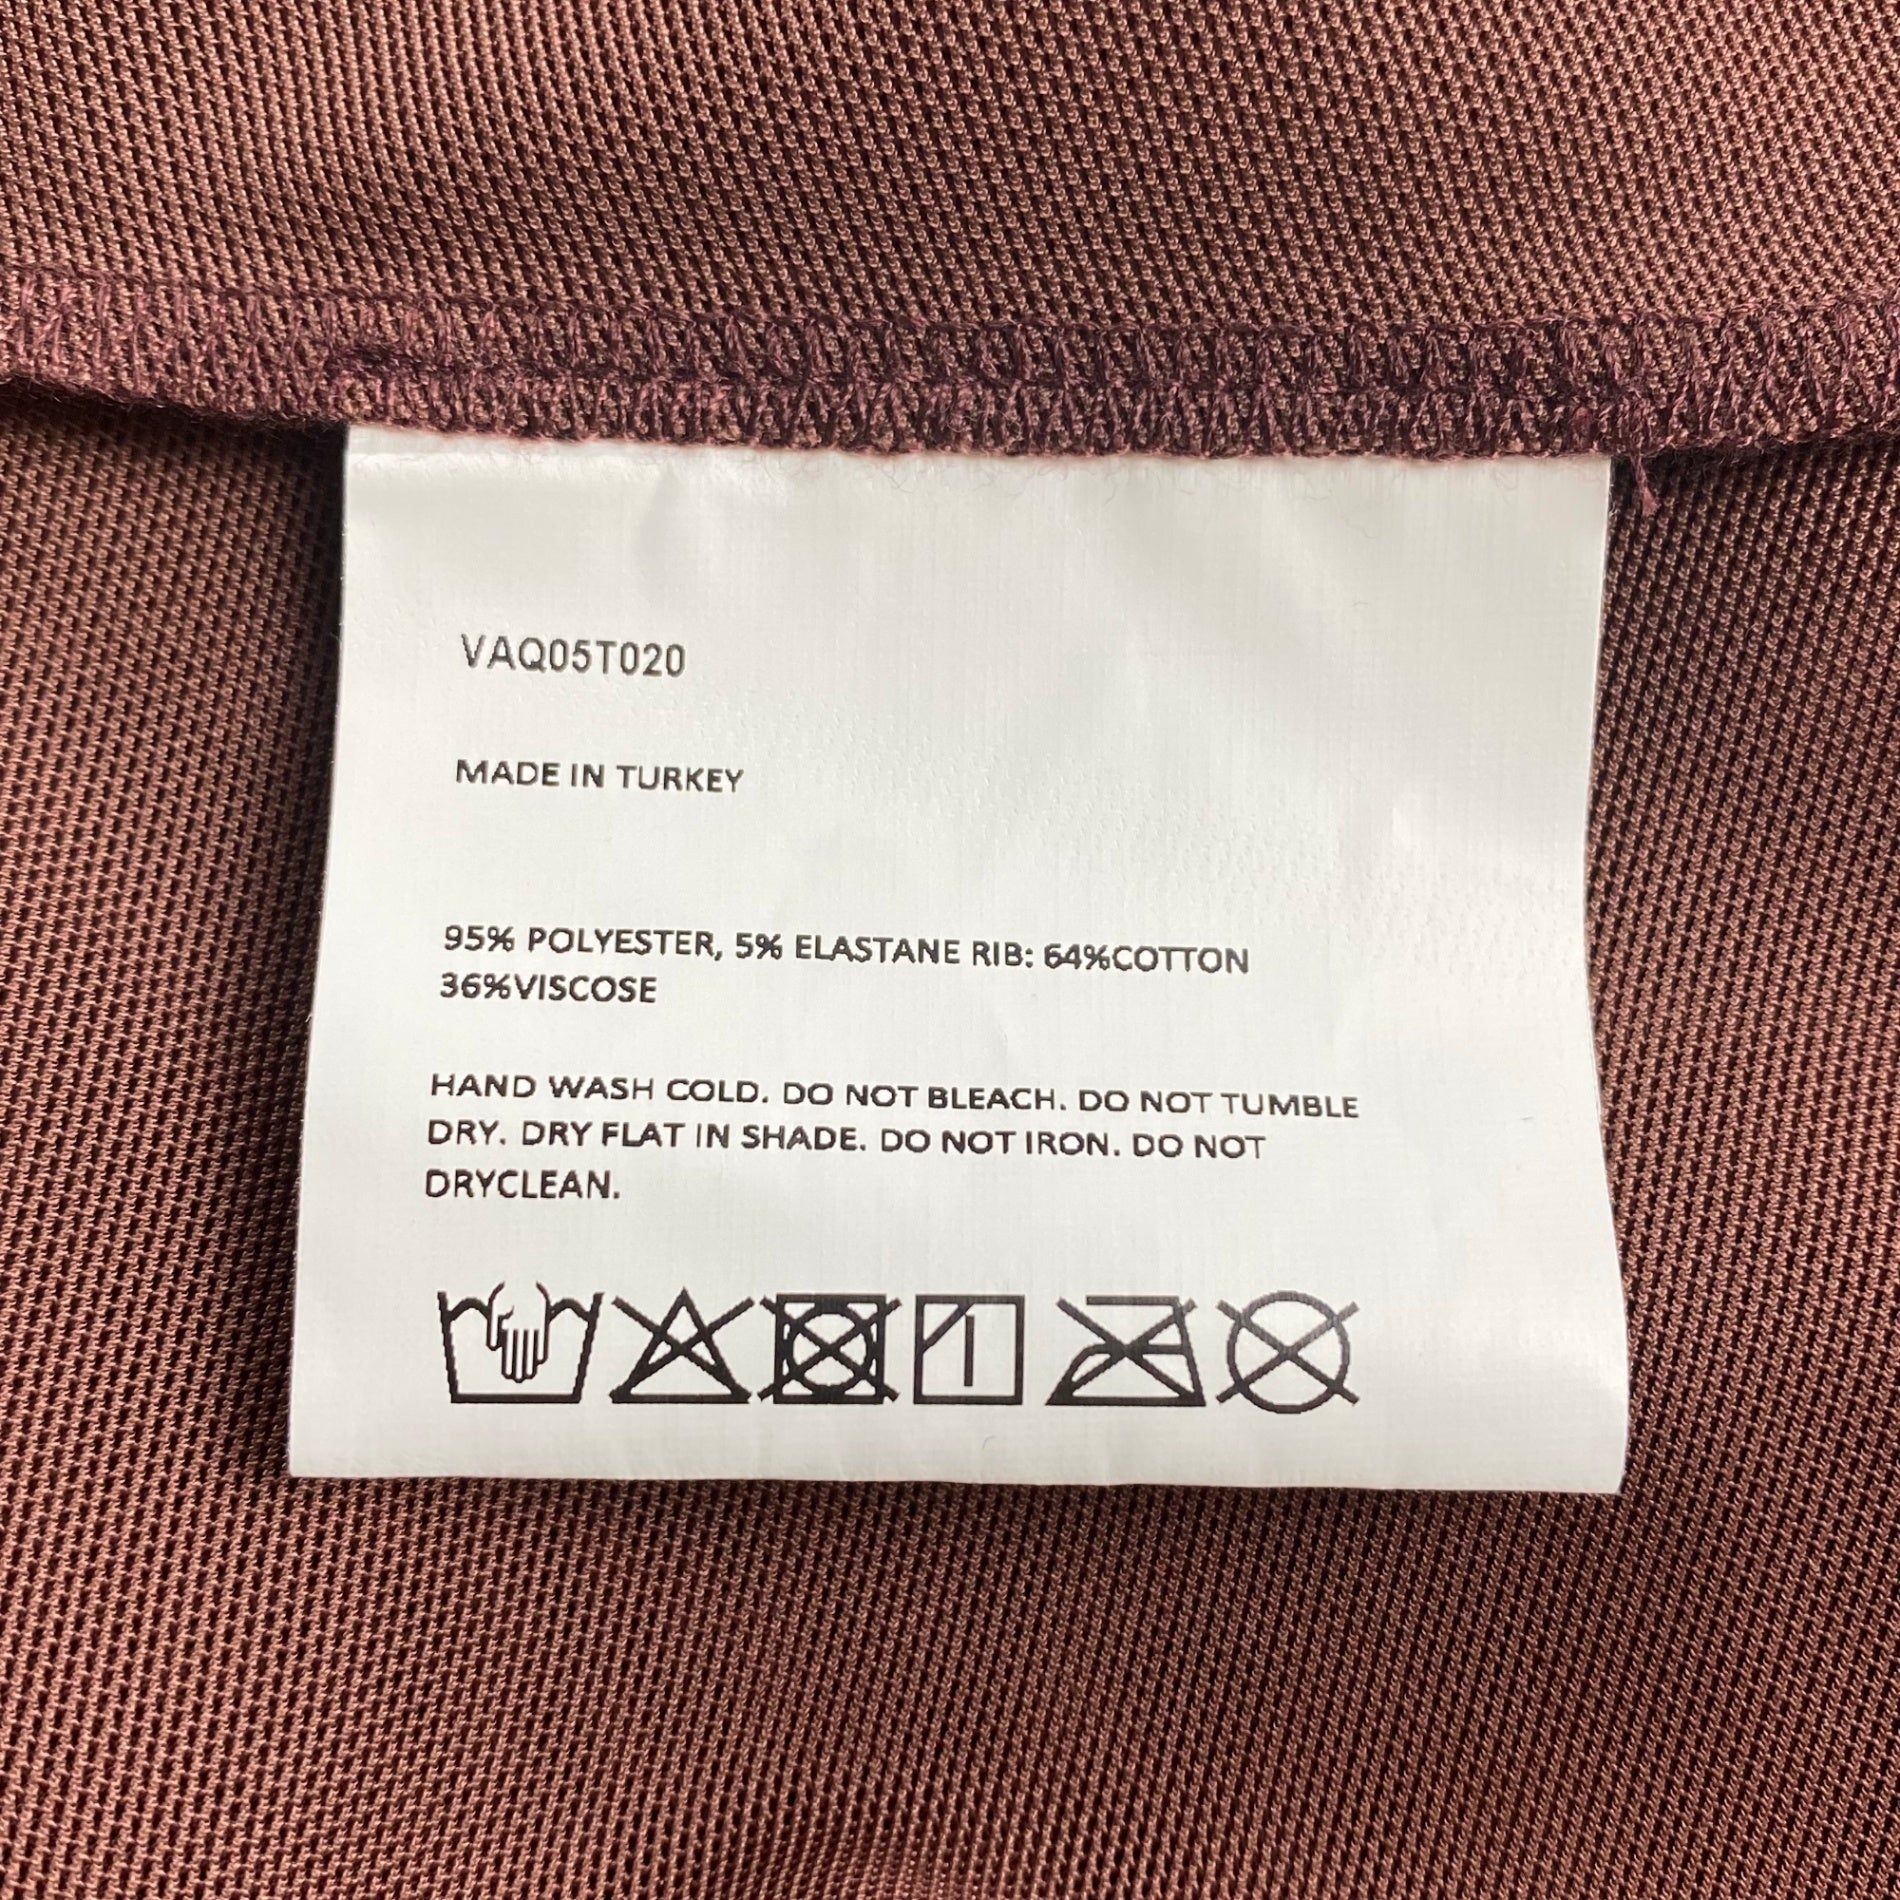 VAQ05T020
MADE IN TURKEY
95% POLYESTER, 5% ELASTANE RIB: 64%COTTON
36%VISCOSE
HAND WASH COLD. DO NOT BLEACH. DO NOT TUMBLE
DRY. DRY FLAT IN SHADE. DO NOT IRON. DO NOT
DRYCLEAN.